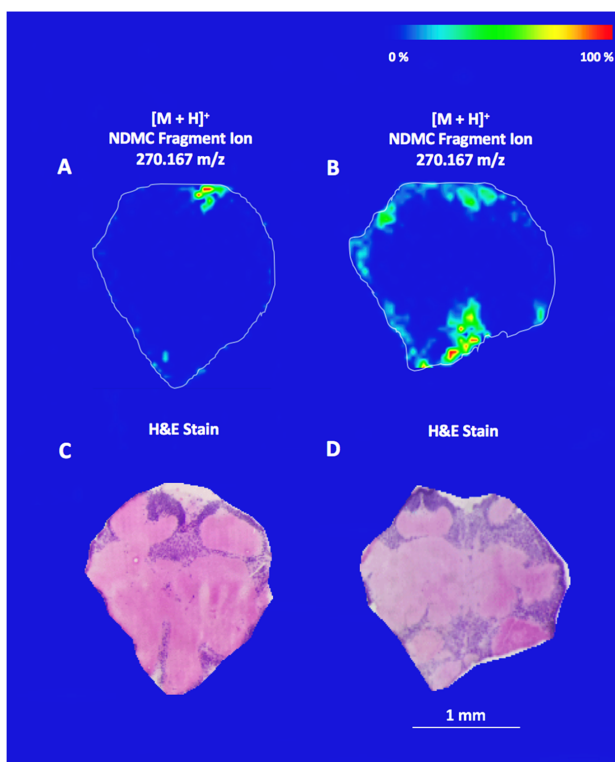 0 %
100 %
[M + H]⁺
NDMC Fragment Ion
270.167 m/z
A
[M + H]⁺
NDMC Fragment Ion
270.167 m/z
B
H&E Stain
C
H&E Stain
D
1 mm